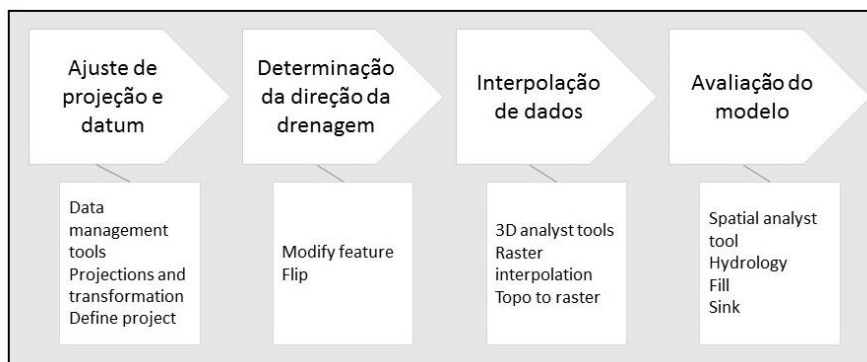 Ajuste de
projeção e
datum
Determinação
da direção da
drenagem
Interpolação
de dados
Avaliação do
modelo
Data
management
tools
Projections and
transformation
Define project
Modify feature
Flip
3D analyst tools
Raster
interpolation
Topo to raster
Spatial analyst
tool
Hydrology
Fill
Sink